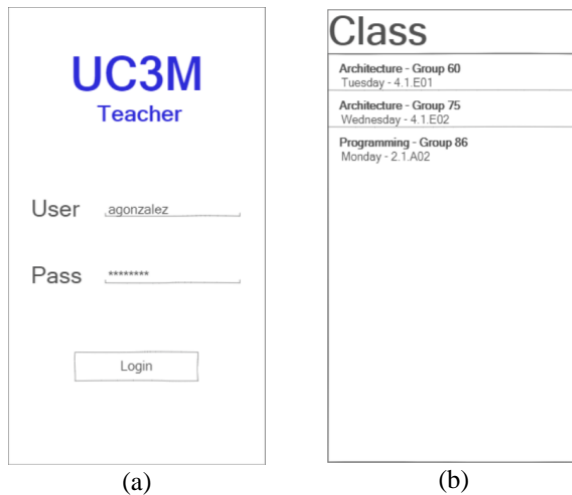 UC3M
Teacher
User agonzalez
Pass ********
Login
(a)
Class
Architecture - Group 60
Tuesday - 4.1.E01
Architecture - Group 75
Wednesday - 4.1.E02
Programming - Group 86
Monday - 2.1.A02
(b)